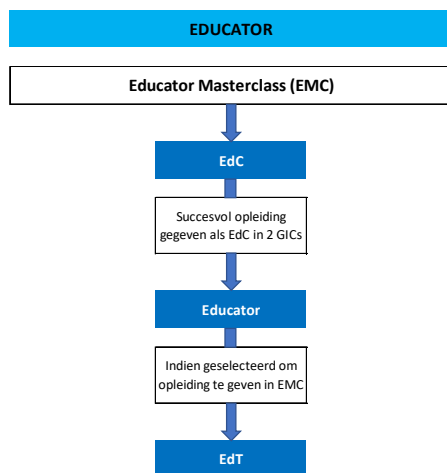 EDUCATOR
Educator Masterclass (EMC)
EdC
Succesvol opleiding
gegeven als EdC in 2 GICs
Educator
Indien geselecteerd om
opleiding te geven in EMC
EdT